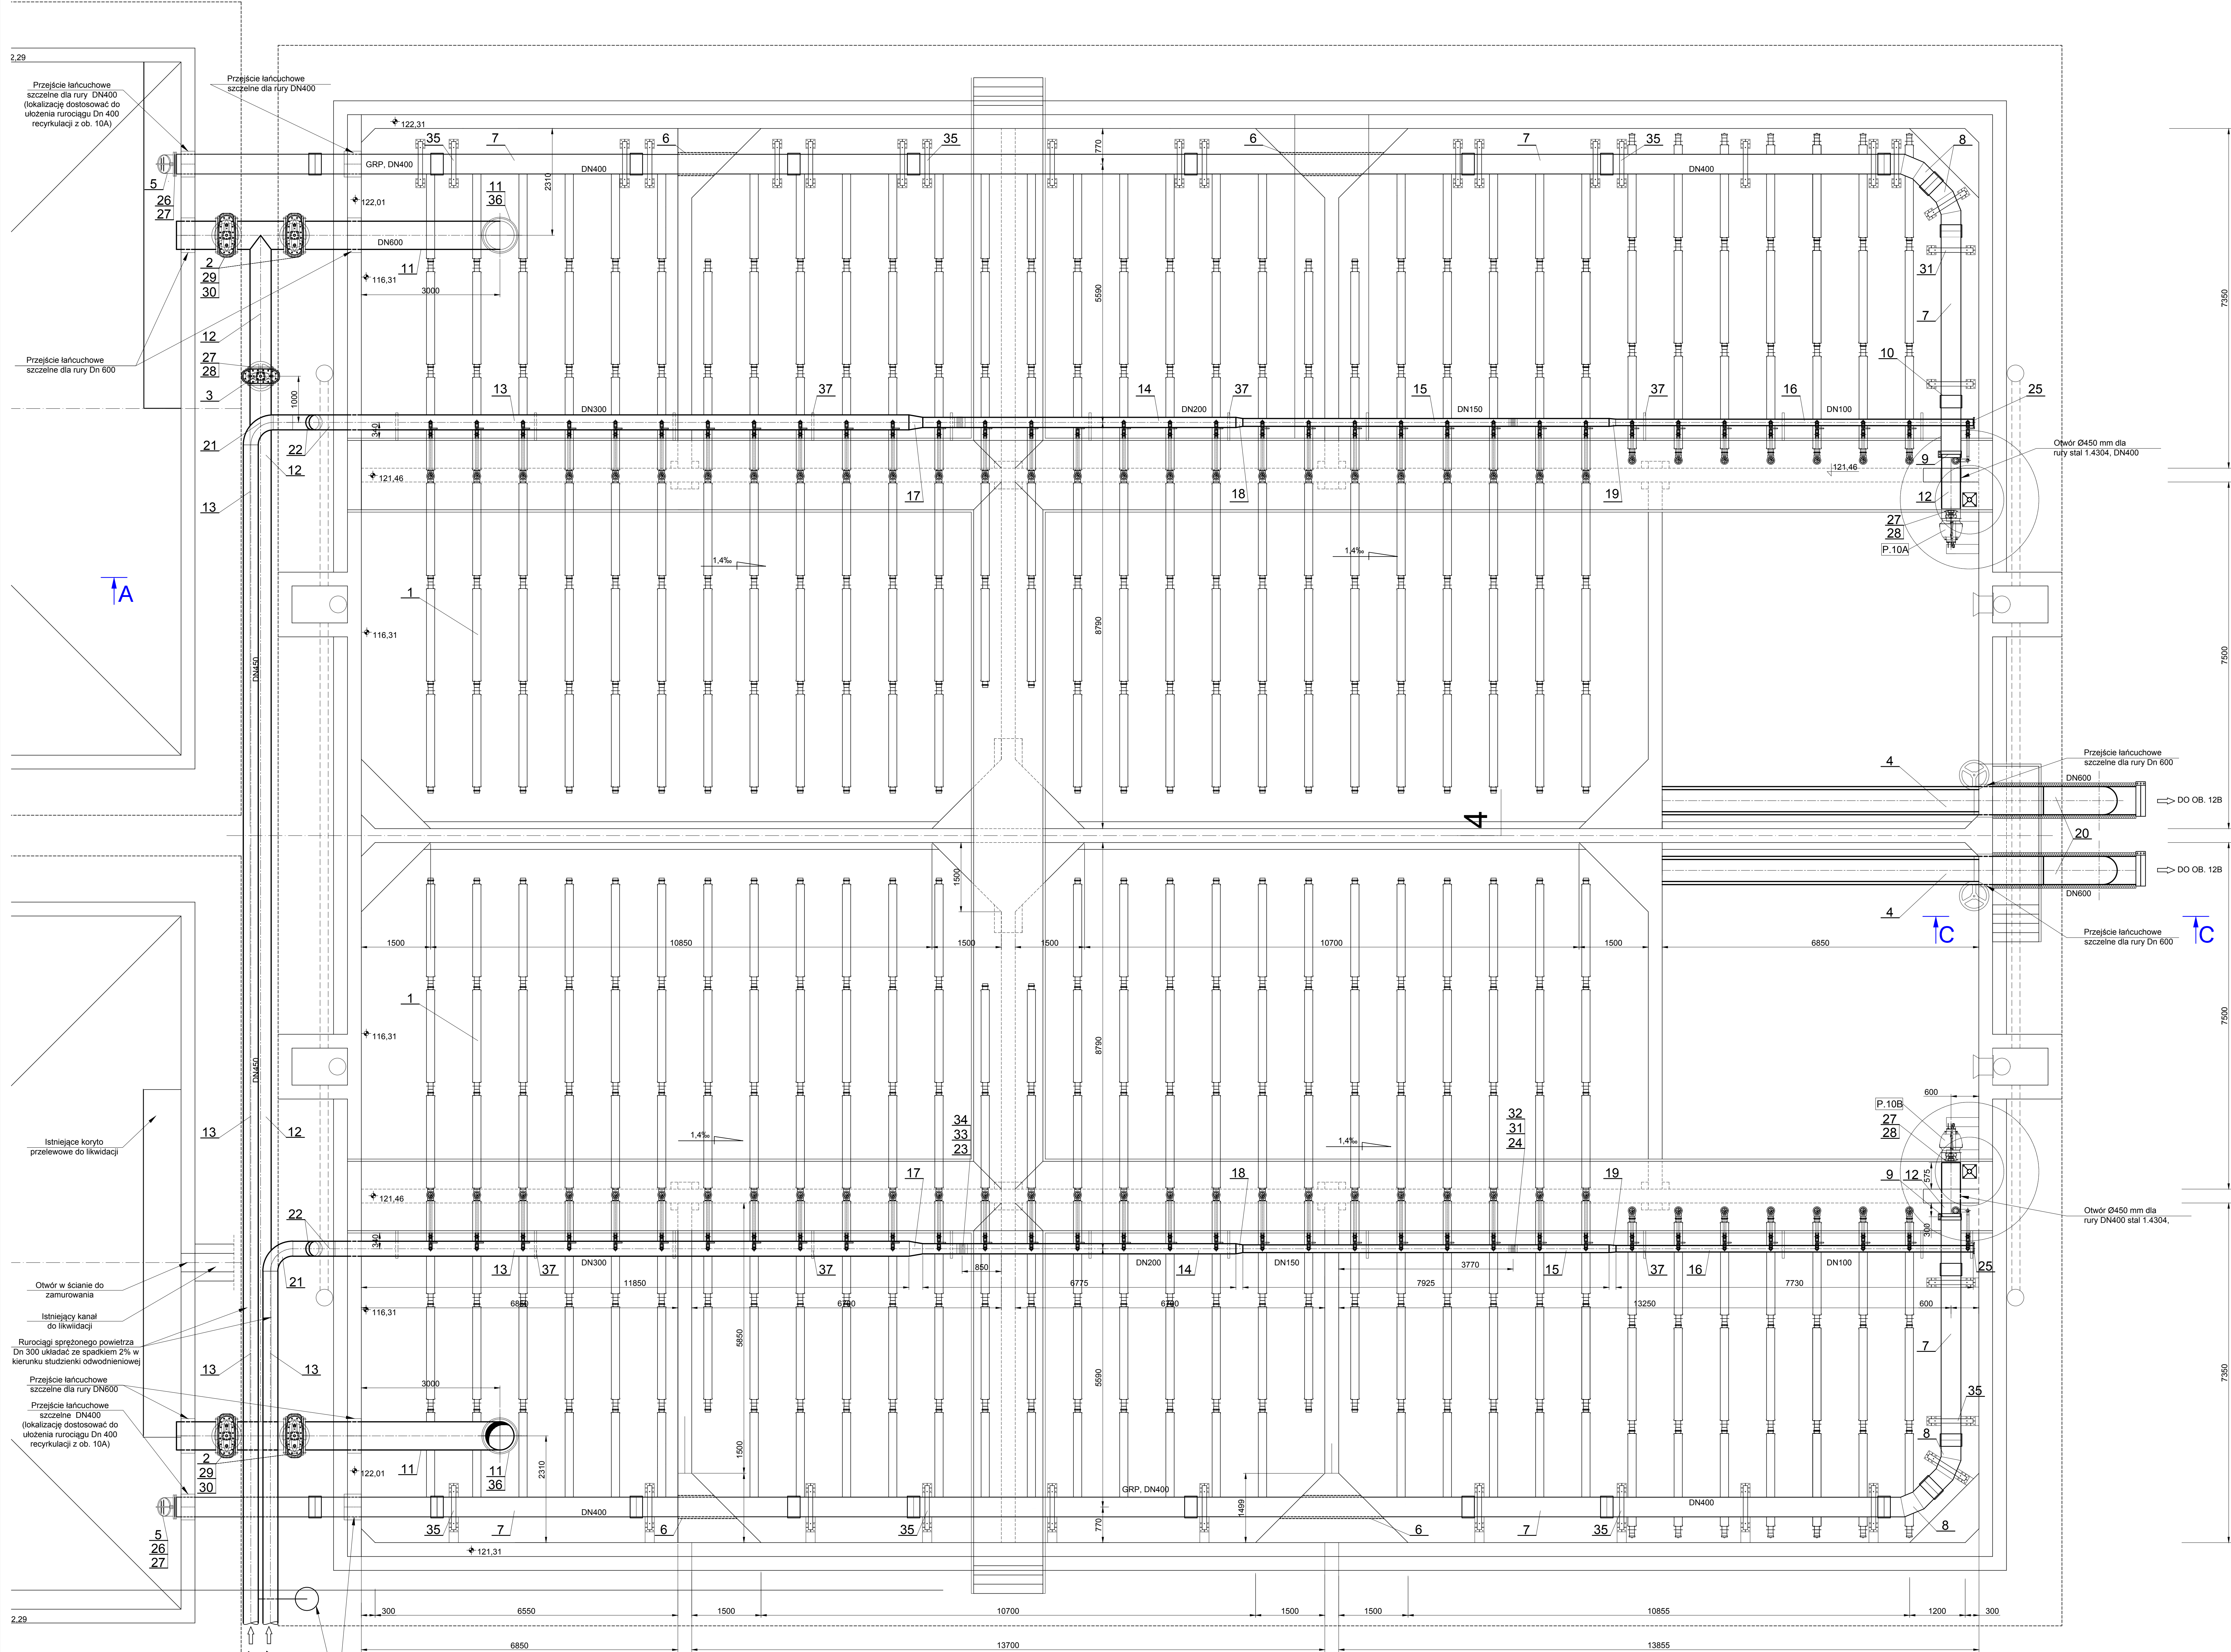 2,29
Przejście łańcuchowe
szczelne dla rury  DN400
(lokalizację dostosować do
ułożenia rurociągu Dn 400
recyrkulacji z ob. 10A)
Przejście łańcuchowe
szczelne dla rury DN400
122,31
35
7
6
35
6
7
35
8
GRP, DN400
DN400
DN400
770
2310
5
26
27
122,01
11
36
DN600
11
2
29
30
116,31
3000
5590
31
7350
12
7
Przejście łańcuchowe
szczelne dla rury Dn 600
27
28
3
10
1000
13
DN300
37
14
DN200
37
15
DN150
37
16
DN100
25
340
21
22
12
Otwór Ø450 mm dla
rury stal 1.4304, DN400
9
121,46
121,46
17
18
19
12
13
27
28
P.10A
1,4‰
1,4‰
A
1
116,31
8790
7500
DN450
Przejście łańcuchowe
szczelne dla rury Dn 600
4
DN600
DO OB. 12B
4
20
DO OB. 12B
DN600
4
1500
C
C
1500
10850
1500
1500
10700
1500
6850
Przejście łańcuchowe
szczelne dla rury Dn 600
1
116,31
8790
7500
DN450
600
P.10B
27
28
13
12
34
33
23
32
31
24
Istniejące koryto
przelewowe do likwidacji
1,4‰
1,4‰
17
18
19
9
12
575
121,46
Otwór Ø450 mm dla
rury DN400 stal 1.4304,
22
340
300
21
13
37
DN300
37
850
DN200
14
DN150
3770
15
37
16
DN100
25
Otwór w ścianie do
zamurowania
11850
6775
7925
7730
Istniejący kanał
do likwiidacji
116,31
6850
6700
6700
13250
600
Rurociągi sprężonego powietrza
Dn 300 układać ze spadkiem 2% w
kierunku studzienki odwodnieniowej
5850
7
13
13
5590
7350
Przejście łańcuchowe
szczelne dla rury DN600
3000
35
Przejście łańcuchowe
szczelne  DN400
(lokalizację dostosować do
ułożenia rurociągu Dn 400
recyrkulacji z ob. 10A)
8
2
29
30
11
11
36
122,01
2310
1500
1499
GRP, DN400
DN400
DN400
5
26
27
35
7
6
35
770
6
7
35
8
121,31
2,29
300
6550
1500
10700
1500
1500
10855
1200
300
6850
13700
13855